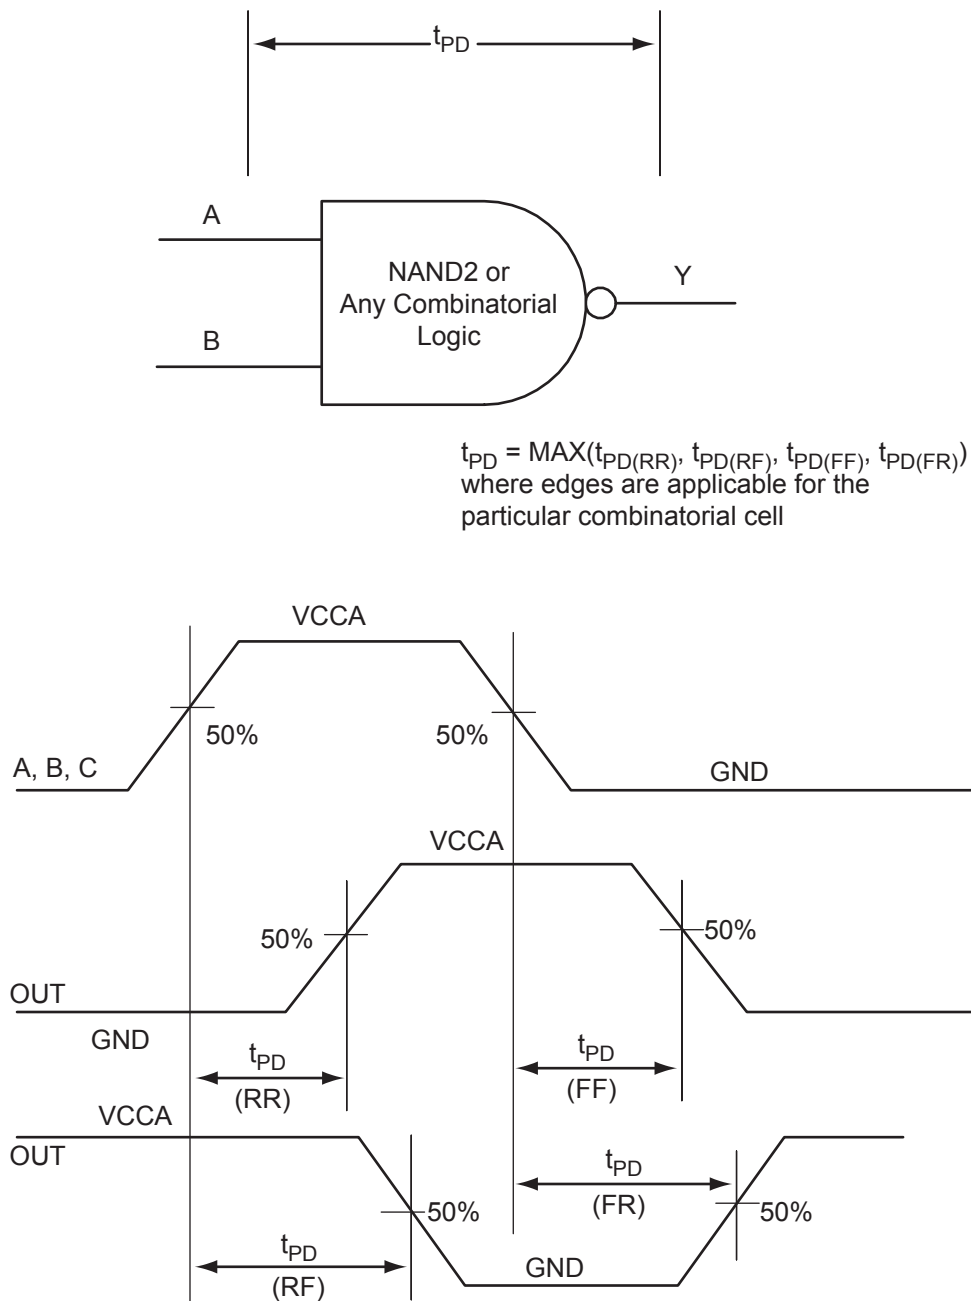 tPD
A
NAND2 or
Any Combinatorial
Logic
Y
B
tPD = MAX(tPD(RR), tPD(RF), tPD(FF), tPD(FR))
where edges are applicable for the
particular combinatorial cell
VCCA
50%
50%
A, B, C
GND
VCCA
50%
50%
OUT
GND
tPD
(RR)
tPD
(FF)
VCCA
OUT
tPD
(FR)
50%
50%
tPD
(RF)
GND